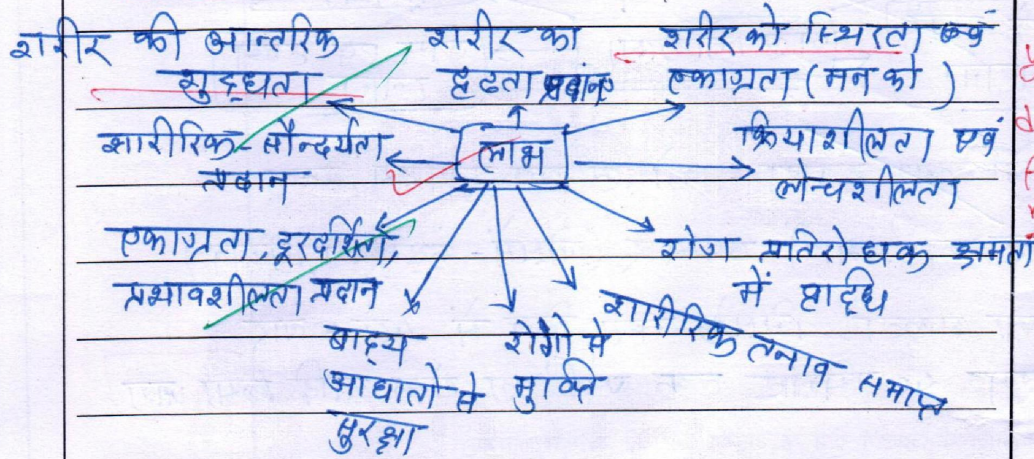 शरीर की आन्तरिक शुद्धता
शरीर का दृढता प्रदान
शरीर को स्थिरता एवं एकाग्रता (मन को)
शारीरिक सौन्दर्यता प्रदान
लाभ
क्रियाशीलता एवं लोचशीलता
एकाग्रता, दूरदर्शिता, प्रभावशीलता प्रदान
रोग प्रतिरोधक क्षमता में वृद्धि
बाह्य आघातो से सुरक्षा
रोगों से मुक्ति
शारीरिक तनाव समाप्त